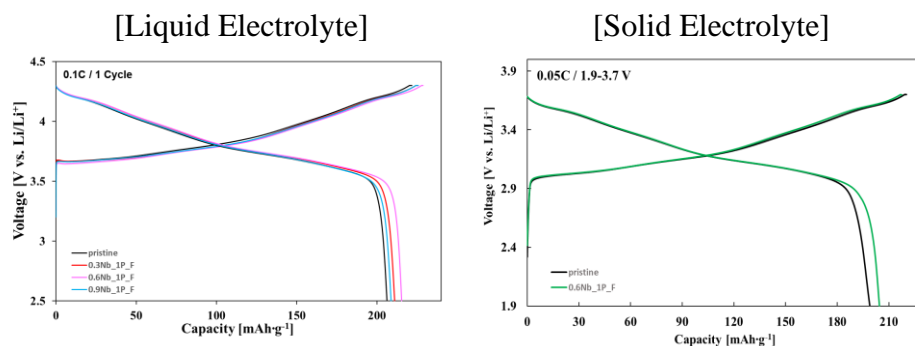 [Liquid Electrolyte]
[Solid Electrolyte]
0.1C / 1 Cycle
Voltage [V vs. Li/Li⁺]
4.5
4
3.5
3
2.5
pristine
0.3Nb_1P_F
0.6Nb_1P_F
0.9Nb_1P_F
0 50 100 150 200
Capacity [mAh·g⁻¹]
0.05C / 1.9-3.7 V
Voltage [V vs. Li/Li⁺]
3.9
3.4
2.9
2.4
1.9
pristine
0.6Nb_1P_F
0 30 60 90 120 150 180 210
Capacity [mAh·g⁻¹]